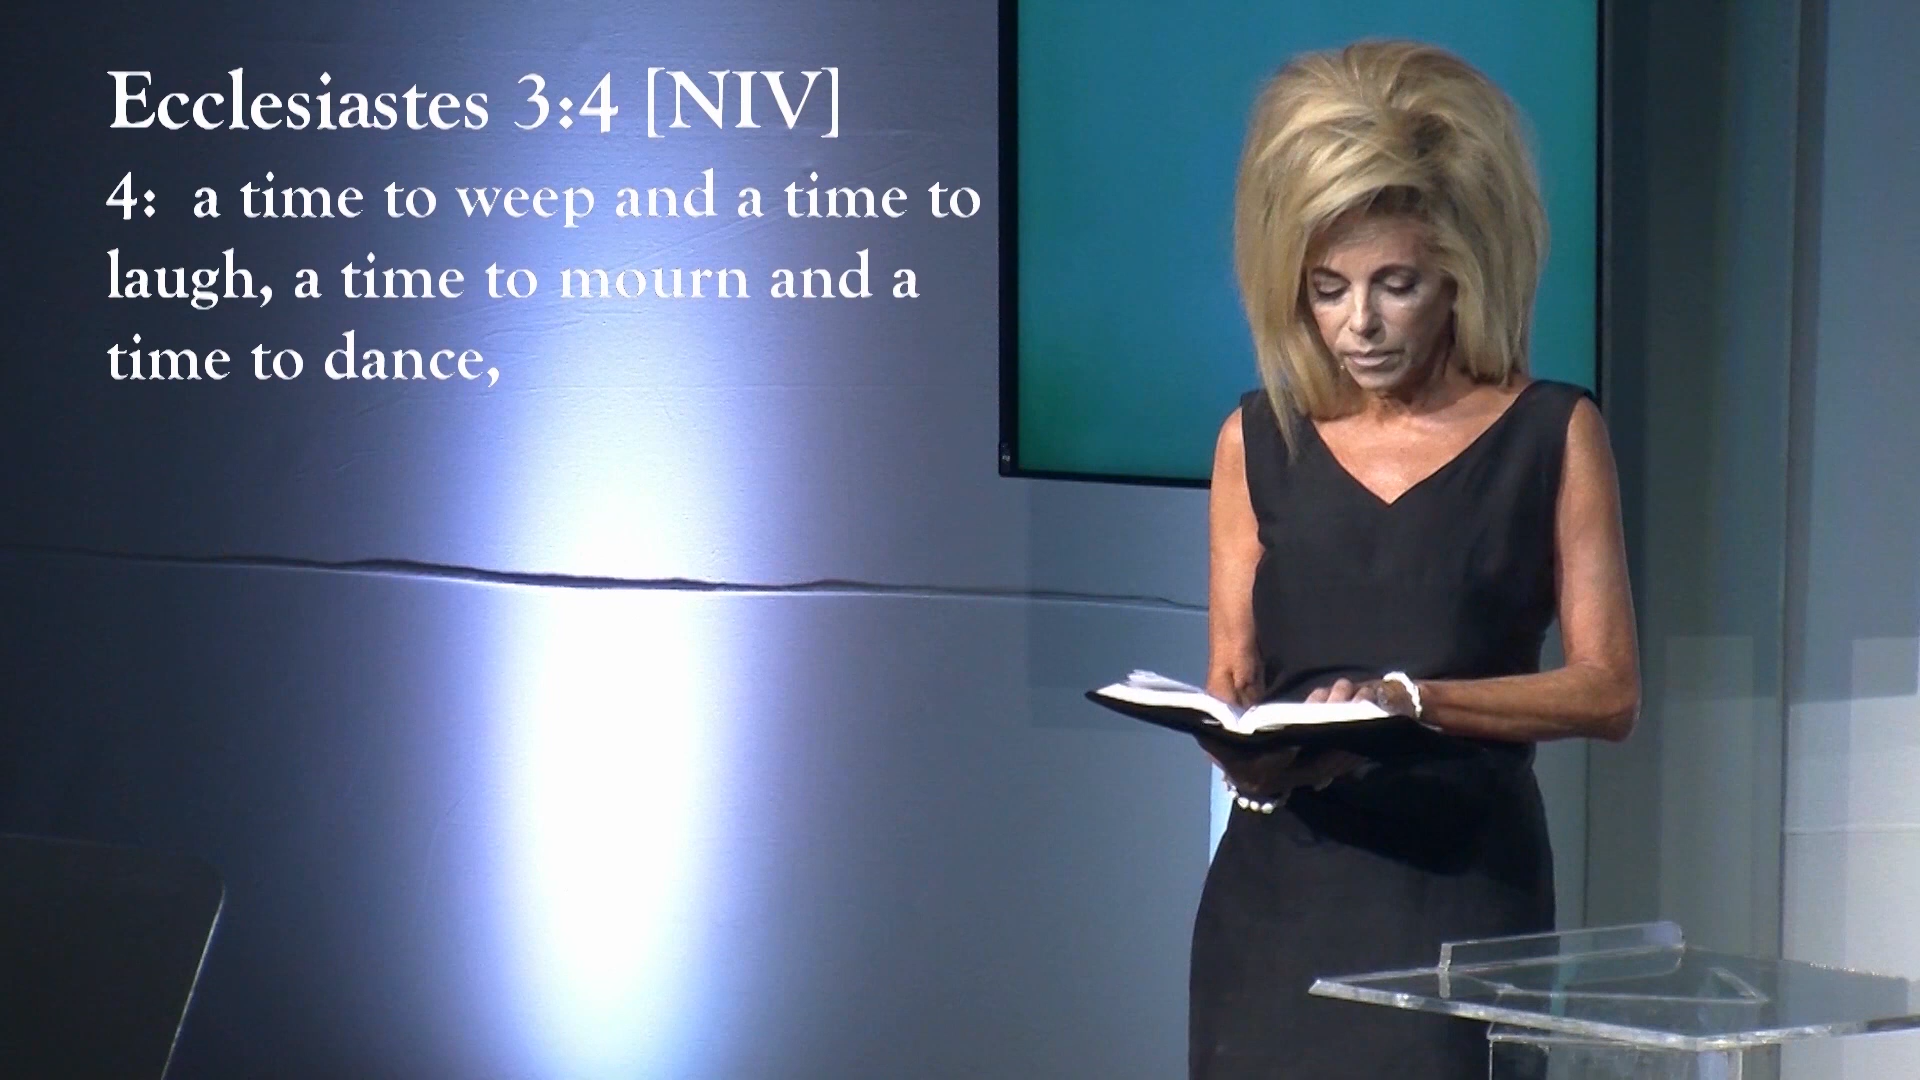 Ecclesiastes 3:4 [NIV]
4:  a time to weep and a time to
laugh, a time to mourn and a
time to dance,